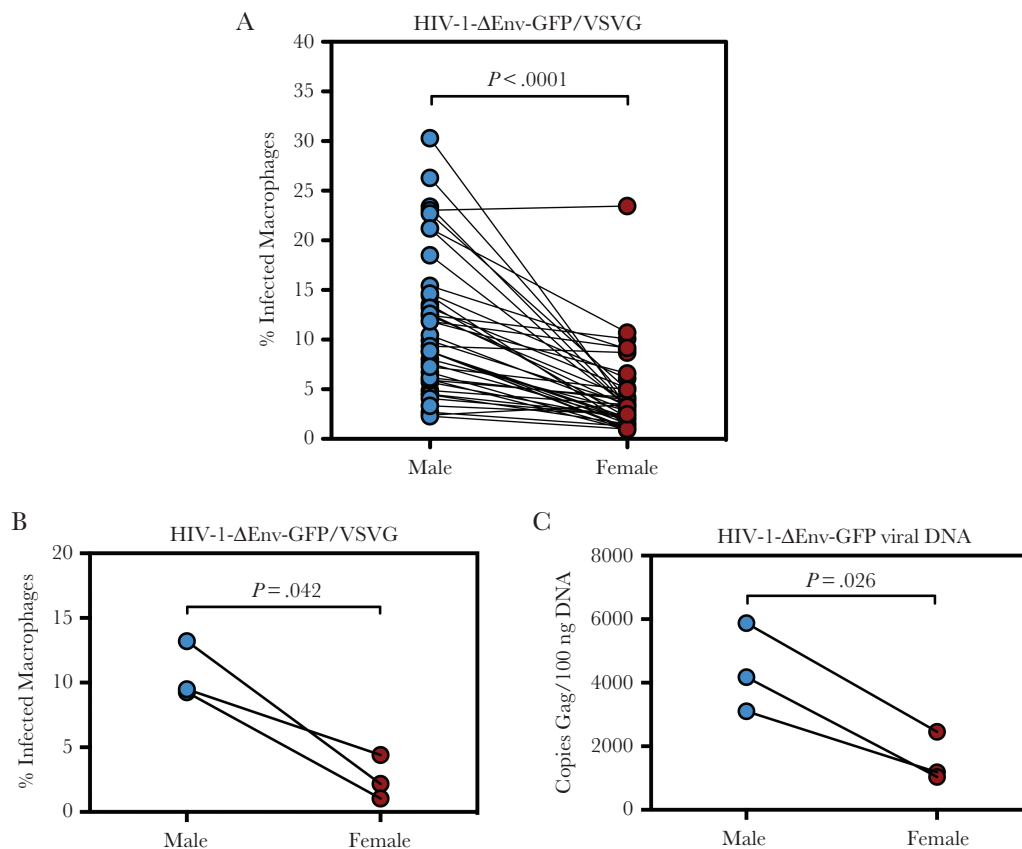 A
HIV-1-ΔEnv-GFP/VSVG
P < .0001
% Infected Macrophages
40
35
30
25
20
15
10
5
0
Male
Female
B
HIV-1-ΔEnv-GFP/VSVG
P = .042
% Infected Macrophages
20
15
10
5
0
Male
Female
C
HIV-1-ΔEnv-GFP viral DNA
P = .026
Copies Gag/100 ng DNA
8000
6000
4000
2000
0
Male
Female